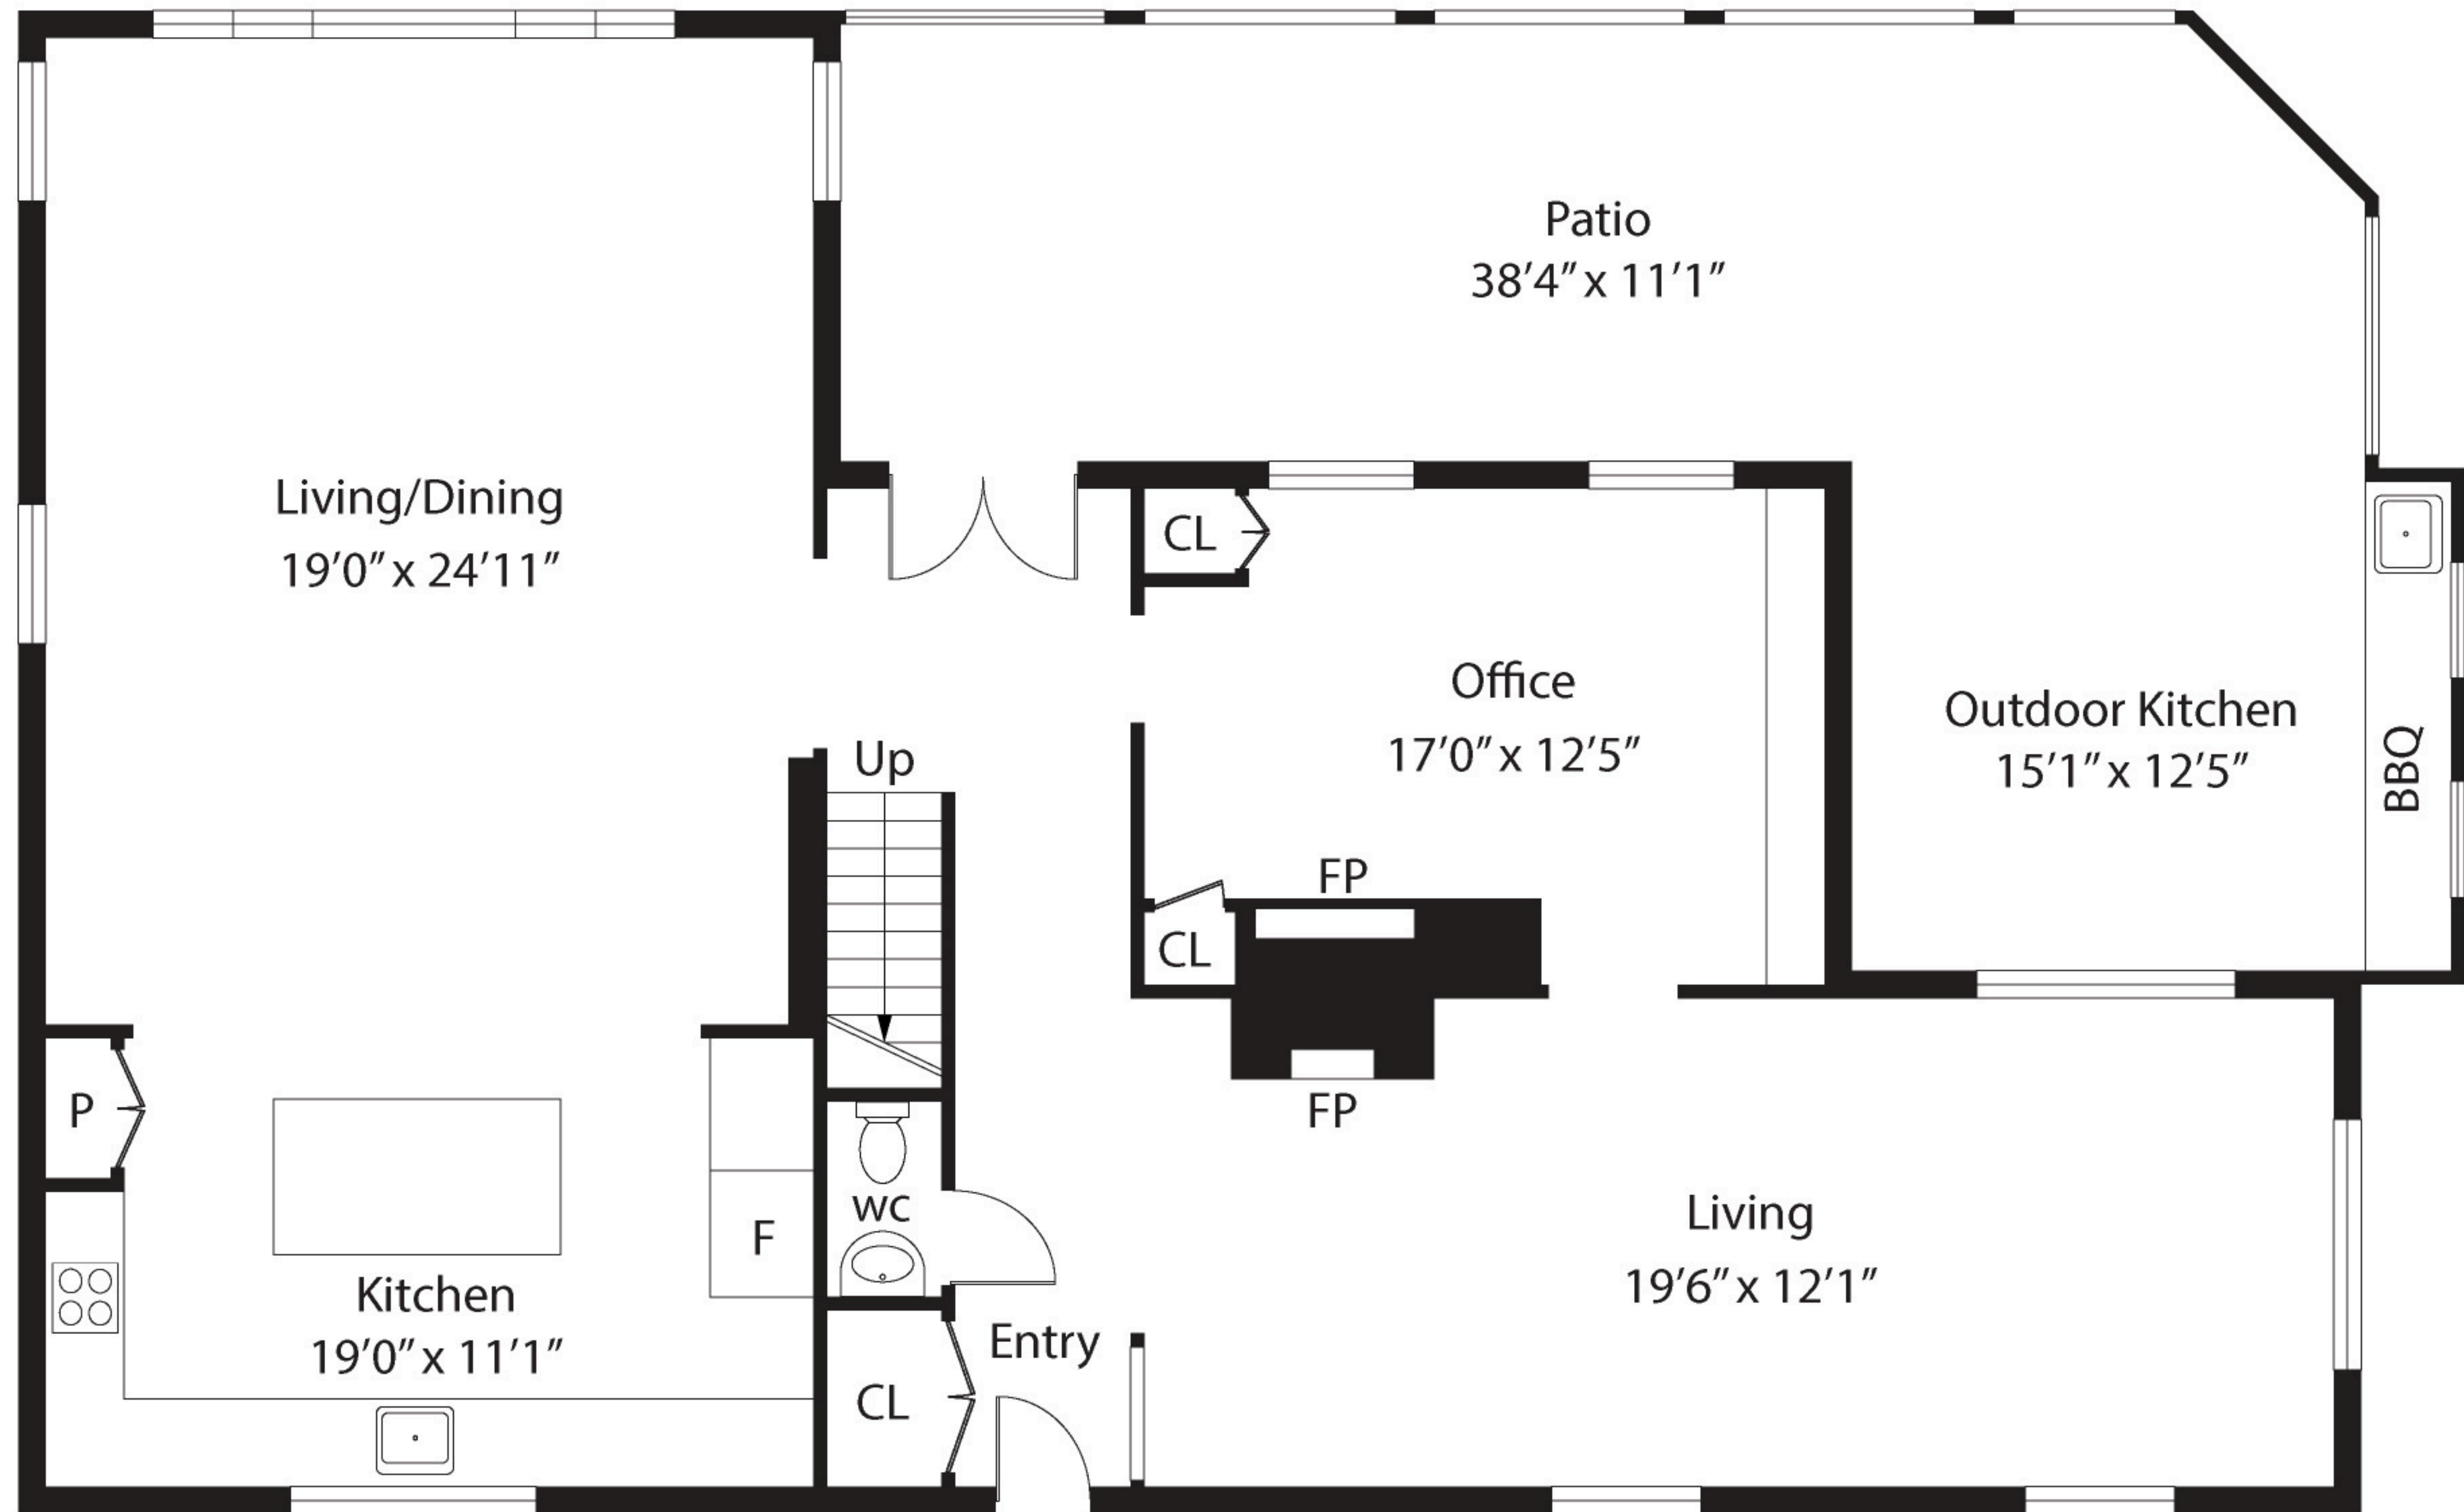 Patio
38’4” x 11’1”
Living/Dining
19’0” x 24’11”
CL
Office
17’0” x 12’5”
Outdoor Kitchen
15’1” x 12’5”
BBQ
Up
FP
CL
P
FP
WC
F
Living
19’6” x 12’1”
Kitchen
19’0” x 11’1”
Entry
CL